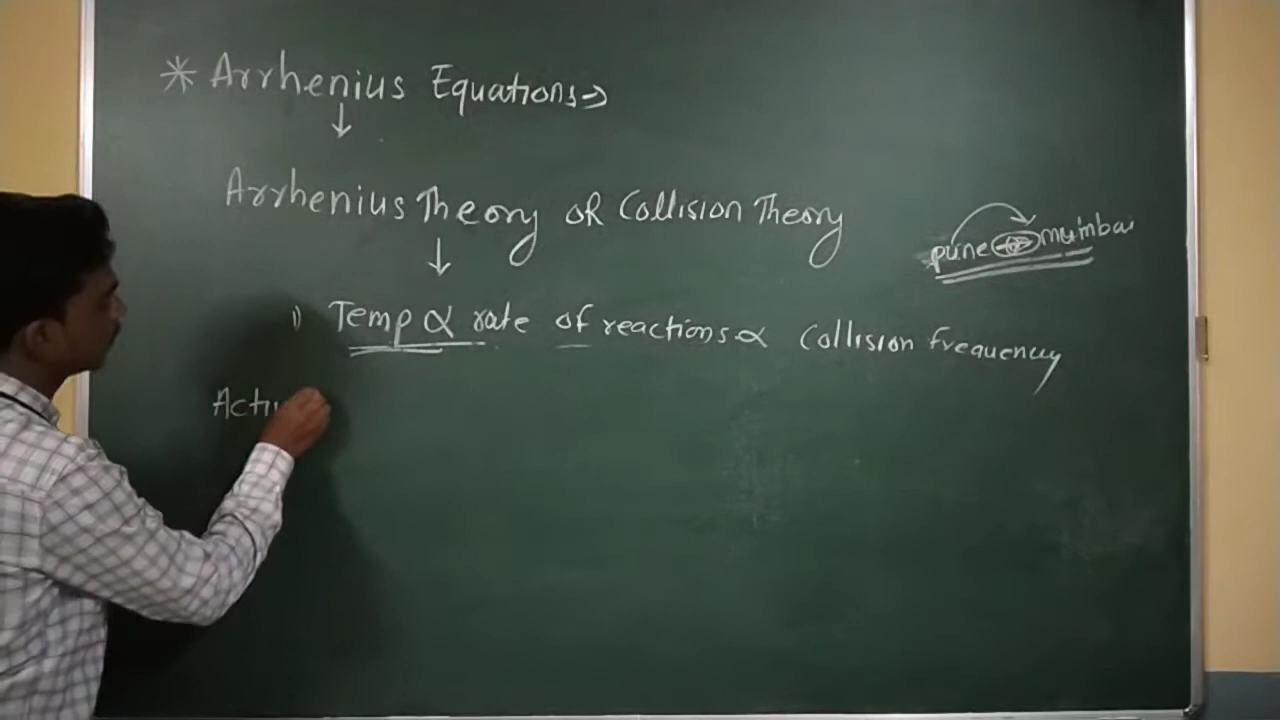 * Arrhenius Equations →
↓
Arrhenius Theory OR Collision Theory
pune mumbai
↓
1) Temp ∝ rate of reactions ∝ Collision frequency
Acti